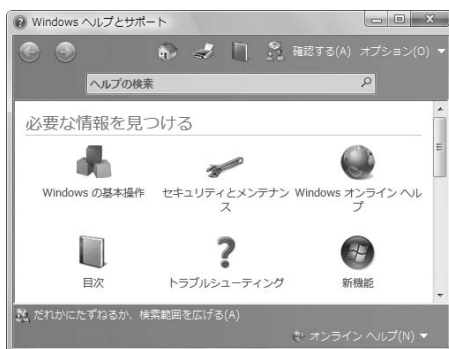 Windows ヘルプとサポート
確認する(A) オプション(O)
ヘルプの検索
必要な情報を見つける
Windows の基本操作
セキュリティとメンテナン
ス
Windows オンライン ヘル
プ
目次
トラブルシューティング
新機能
だれかにたずねるか、検索範囲を広げる(A)
オンライン ヘルプ(N)